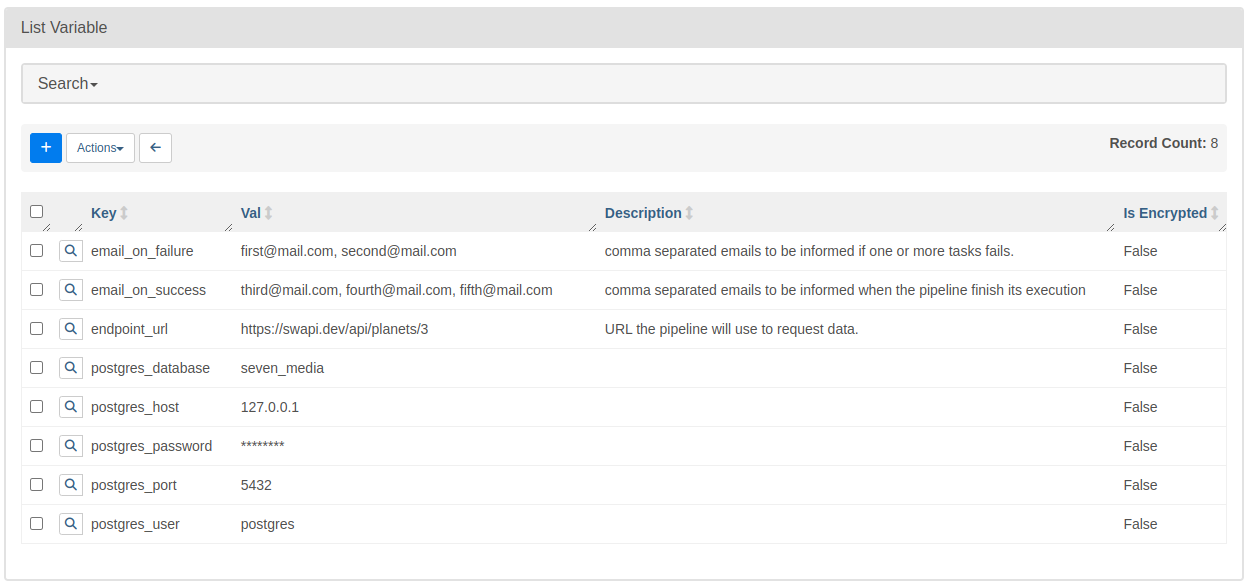 List Variable
Search
+ Actions Record Count: 8
Key Val Description Is Encrypted
email_on_failure first@mail.com, second@mail.com comma separated emails to be informed if one or more tasks fails. False
email_on_success third@mail.com, fourth@mail.com, fifth@mail.com comma separated emails to be informed when the pipeline finish its execution False
endpoint_url https://swapi.dev/api/planets/3 URL the pipeline will use to request data. False
postgres_database seven_media False
postgres_host 127.0.0.1 False
postgres_password ******** False
postgres_port 5432 False
postgres_user postgres False